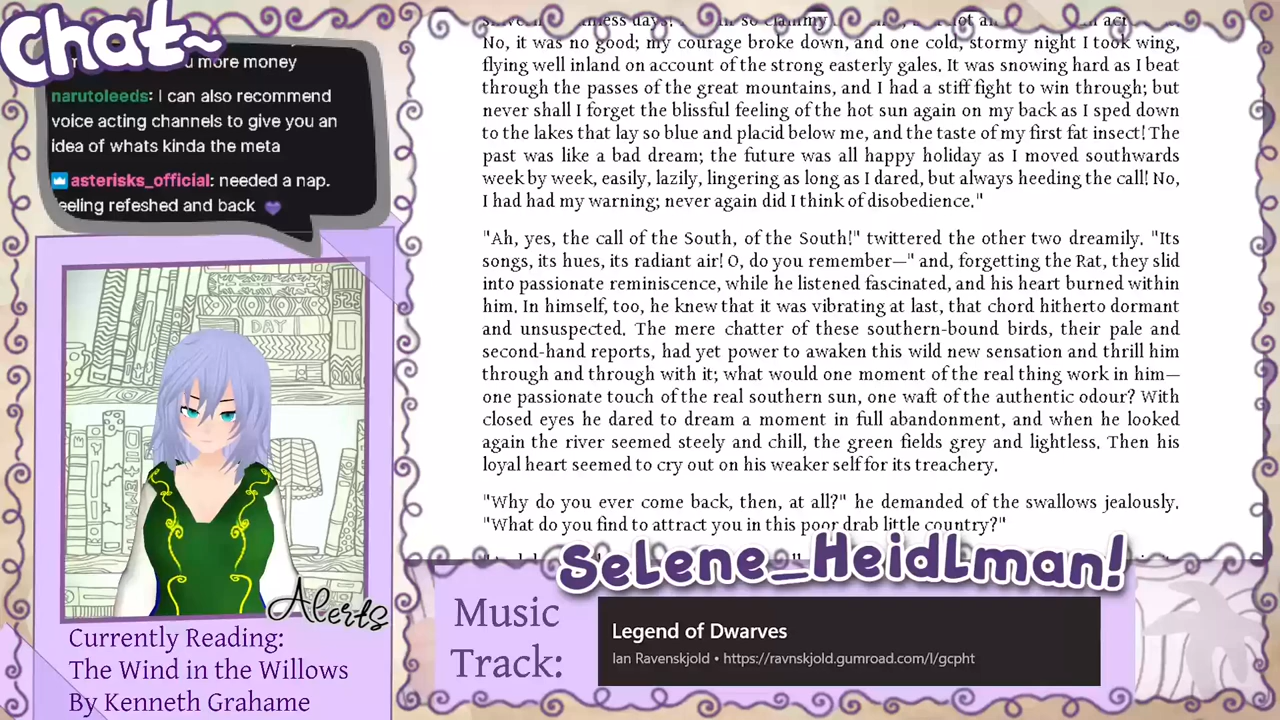 Chat~
more money
narutoleeds: I can also recommend
voice acting channels to give you an
idea of whats kinda the meta
asterisks_official: needed a nap.
feeling refeshed and back
DAY
Alerts
Currently Reading:
The Wind in the Willows
By Kenneth Grahame
No, it was no good; my courage broke down, and one cold, stormy night I took wing,
flying well inland on account of the strong easterly gales. It was snowing hard as I beat
through the passes of the great mountains, and I had a stiff fight to win through; but
never shall I forget the blissful feeling of the hot sun again on my back as I sped down
to the lakes that lay so blue and placid below me, and the taste of my first fat insect! The
past was like a bad dream; the future was all happy holiday as I moved southwards
week by week, easily, lazily, lingering as long as I dared, but always heeding the call! No,
I had had my warning; never again did I think of disobedience."
"Ah, yes, the call of the South, of the South!" twittered the other two dreamily. "Its
songs, its hues, its radiant air! O, do you remember—" and, forgetting the Rat, they slid
into passionate reminiscence, while he listened fascinated, and his heart burned within
him. In himself, too, he knew that it was vibrating at last, that chord hitherto dormant
and unsuspected. The mere chatter of these southern-bound birds, their pale and
second-hand reports, had yet power to awaken this wild new sensation and thrill him
through and through with it; what would one moment of the real thing work in him—
one passionate touch of the real southern sun, one waft of the authentic odour? With
closed eyes he dared to dream a moment in full abandonment, and when he looked
again the river seemed steely and chill, the green fields grey and lightless. Then his
loyal heart seemed to cry out on his weaker self for its treachery.
"Why do you ever come back, then, at all?" he demanded of the swallows jealously.
"What do you find to attract you in this poor drab little country?"
Selene_Heidlman!
Music
Track:
Legend of Dwarves
Ian Ravenskjold • https://ravnskjold.gumroad.com/l/gcpht